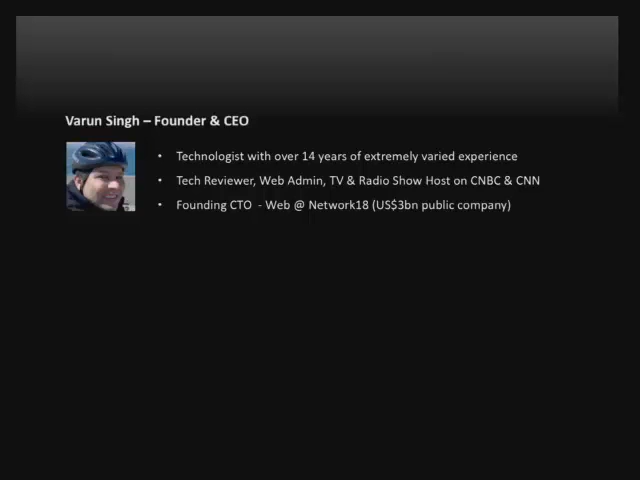 Varun Singh – Founder & CEO
• Technologist with over 14 years of extremely varied experience
• Tech Reviewer, Web Admin, TV & Radio Show Host on CNBC & CNN
• Founding CTO  - Web @ Network18 (US$3bn public company)